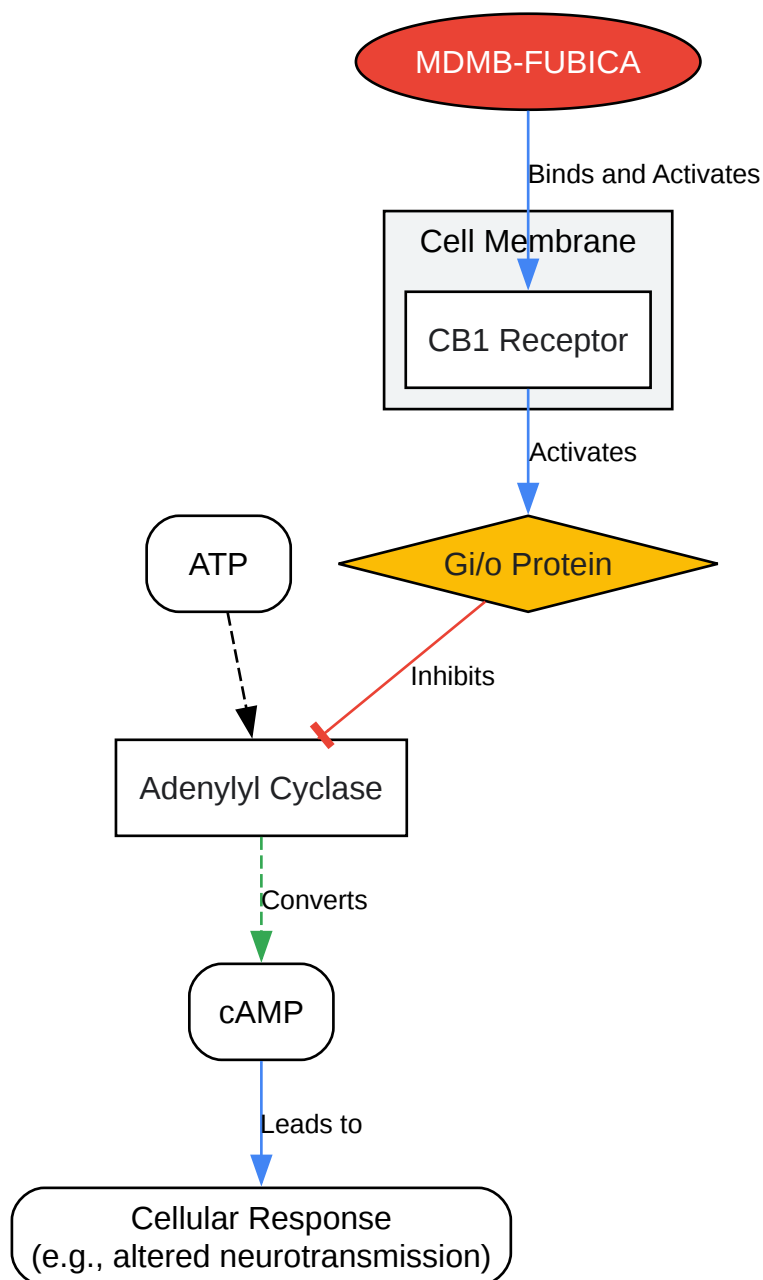 MDMB-FUBICA
Binds and Activates
Cell Membrane
CB1 Receptor
Activates
ATP
Gi/o Protein
Inhibits
Adenylyl Cyclase
Converts
cAMP
Leads to
Cellular Response
(e.g., altered neurotransmission)